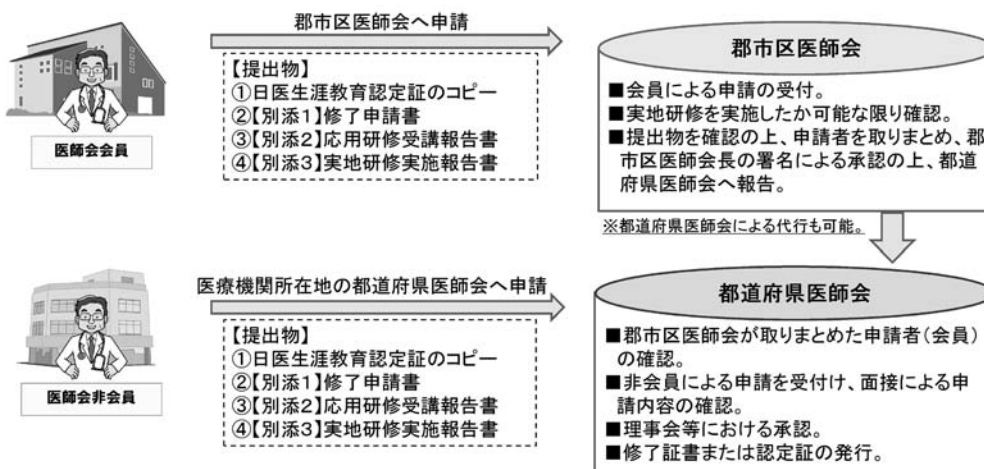 郡市区医師会へ申請
【提出物】
①日医生涯教育認定証のコピー
②【別添1】修了申請書
③【別添2】応用研修受講報告書
④【別添3】実地研修実施報告書
医師会会員
郡市区医師会
■会員による申請の受付。
■実地研修を実施したか可能な限り確認。
■提出物を確認の上、申請者を取りまとめ、郡
市区医師会長の署名による承認の上、都道
府県医師会へ報告。
※都道府県医師会による代行も可能。
医療機関所在地の都道府県医師会へ申請
【提出物】
①日医生涯教育認定証のコピー
②【別添1】修了申請書
③【別添2】応用研修受講報告書
④【別添3】実地研修実施報告書
医師会非会員
都道府県医師会
■郡市区医師会が取りまとめた申請者(会員)
の確認。
■非会員による申請を受付け、面接による申
請内容の確認。
■理事会等における承認。
■修了証書または認定証の発行。